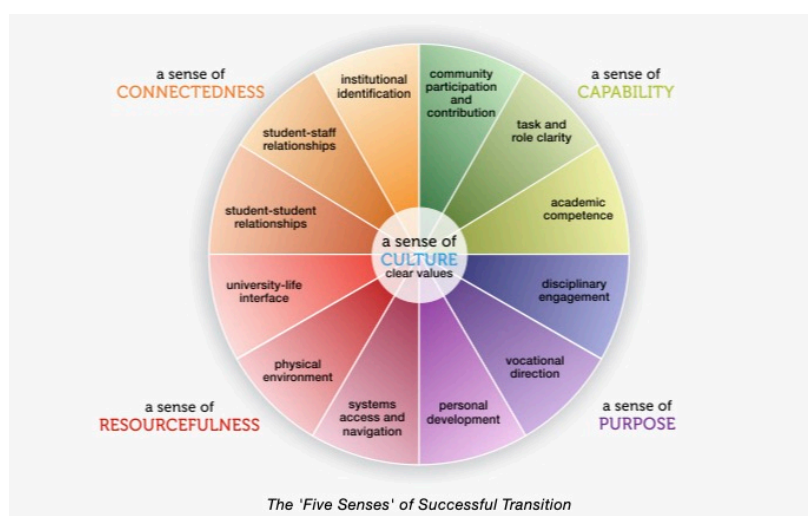 a sense of
CONNECTEDNESS
institutional
identification
community
participation
and
contribution
a sense of
CAPABILITY
student-staff
relationships
task and
role clarity
student-student
relationships
academic
competence
a sense of
CULTURE
clear values
university-life
interface
disciplinary
engagement
physical
environment
vocational
direction
systems
access and
navigation
personal
development
a sense of
RESOURCEFULNESS
a sense of
PURPOSE
The 'Five Senses' of Successful Transition